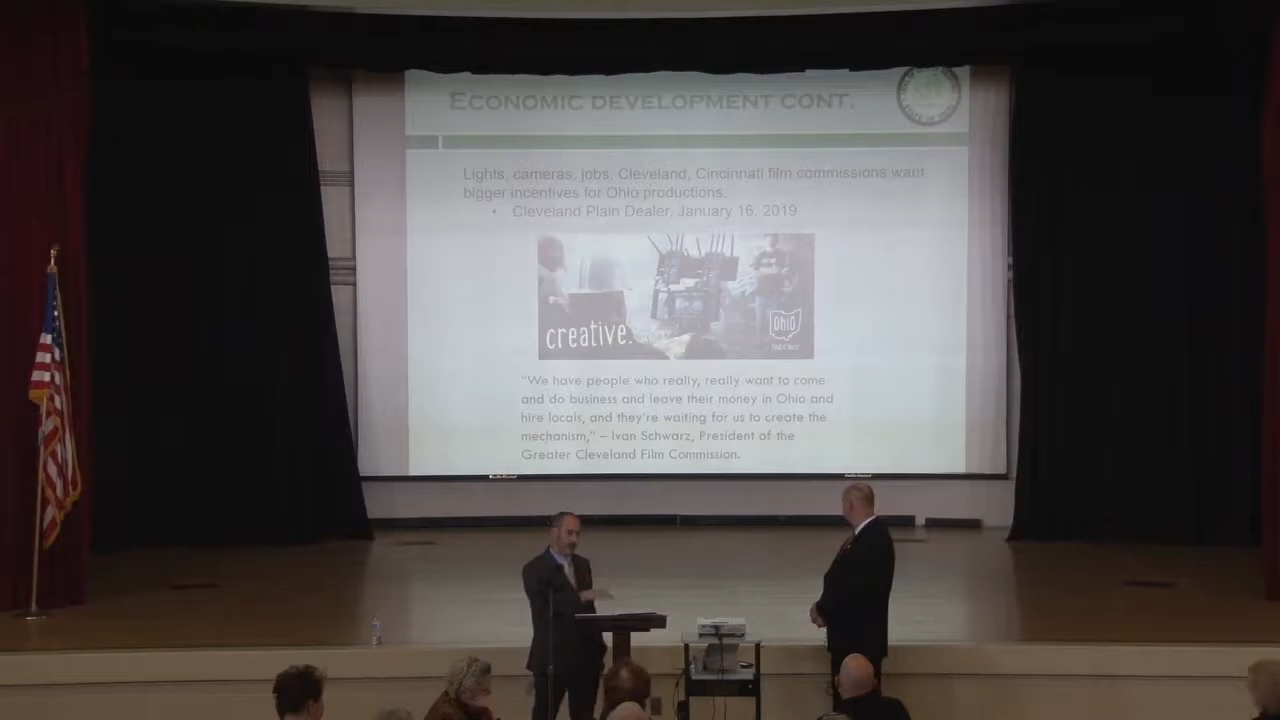 ECONOMIC DEVELOPMENT CONT.
Lights, cameras, jobs. Cleveland, Cincinnati film commissions want
bigger incentives for Ohio productions.
• Cleveland Plain Dealer, January 16, 2019
creative.
Ohio
Find it here.
"We have people who really, really want to come
and do business and leave their money in Ohio and
hire locals, and they're waiting for us to create the
mechanism," – Ivan Schwarz, President of the
Greater Cleveland Film Commission.